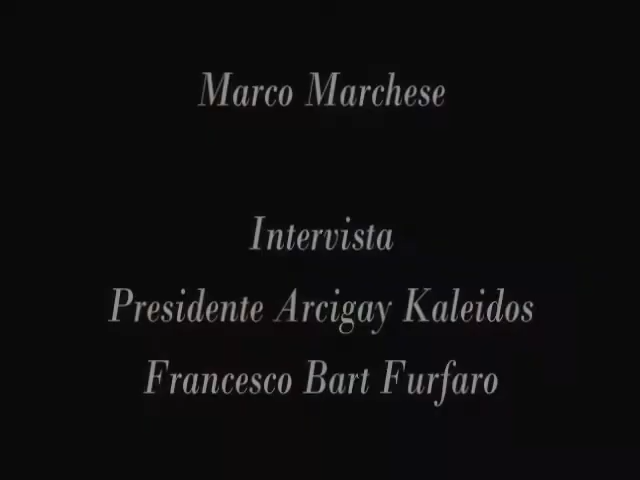 Marco Marchese
Intervista
Presidente Arcigay Kaleidos
Francesco Bart Furfaro